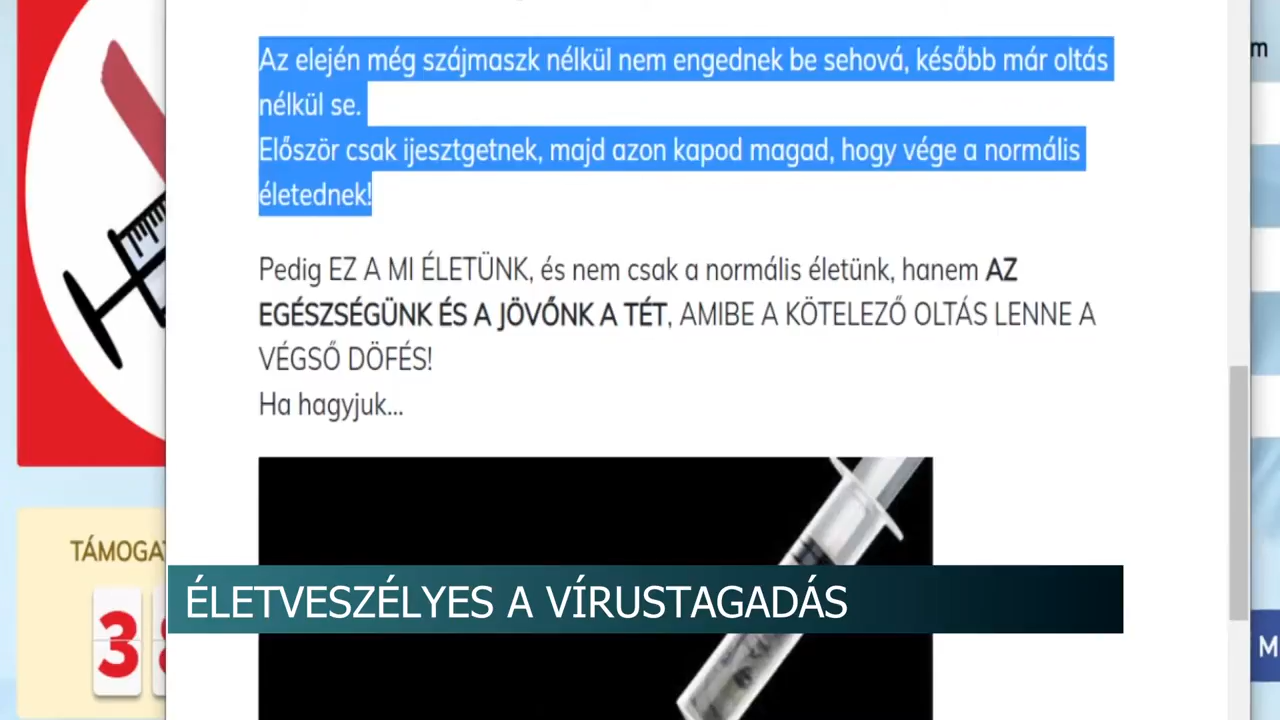 Az elején még szájmaszk nélkül nem engednek be sehová, később már oltás
nélkül se.
Először csak ijesztgetnek, majd azon kapod magad, hogy vége a normális
életednek!
Pedig EZ A MI ÉLETÜNK, és nem csak a normális életünk, hanem AZ
EGÉSZSÉGÜNK ÉS A JÖVŐNK A TÉT, AMIBE A KÖTELEZŐ OLTÁS LENNE A
VÉGSŐ DÖFÉS!
Ha hagyjuk...
TÁMOGAT
3
ÉLETVESZÉLYES A VÍRUSTAGADÁS